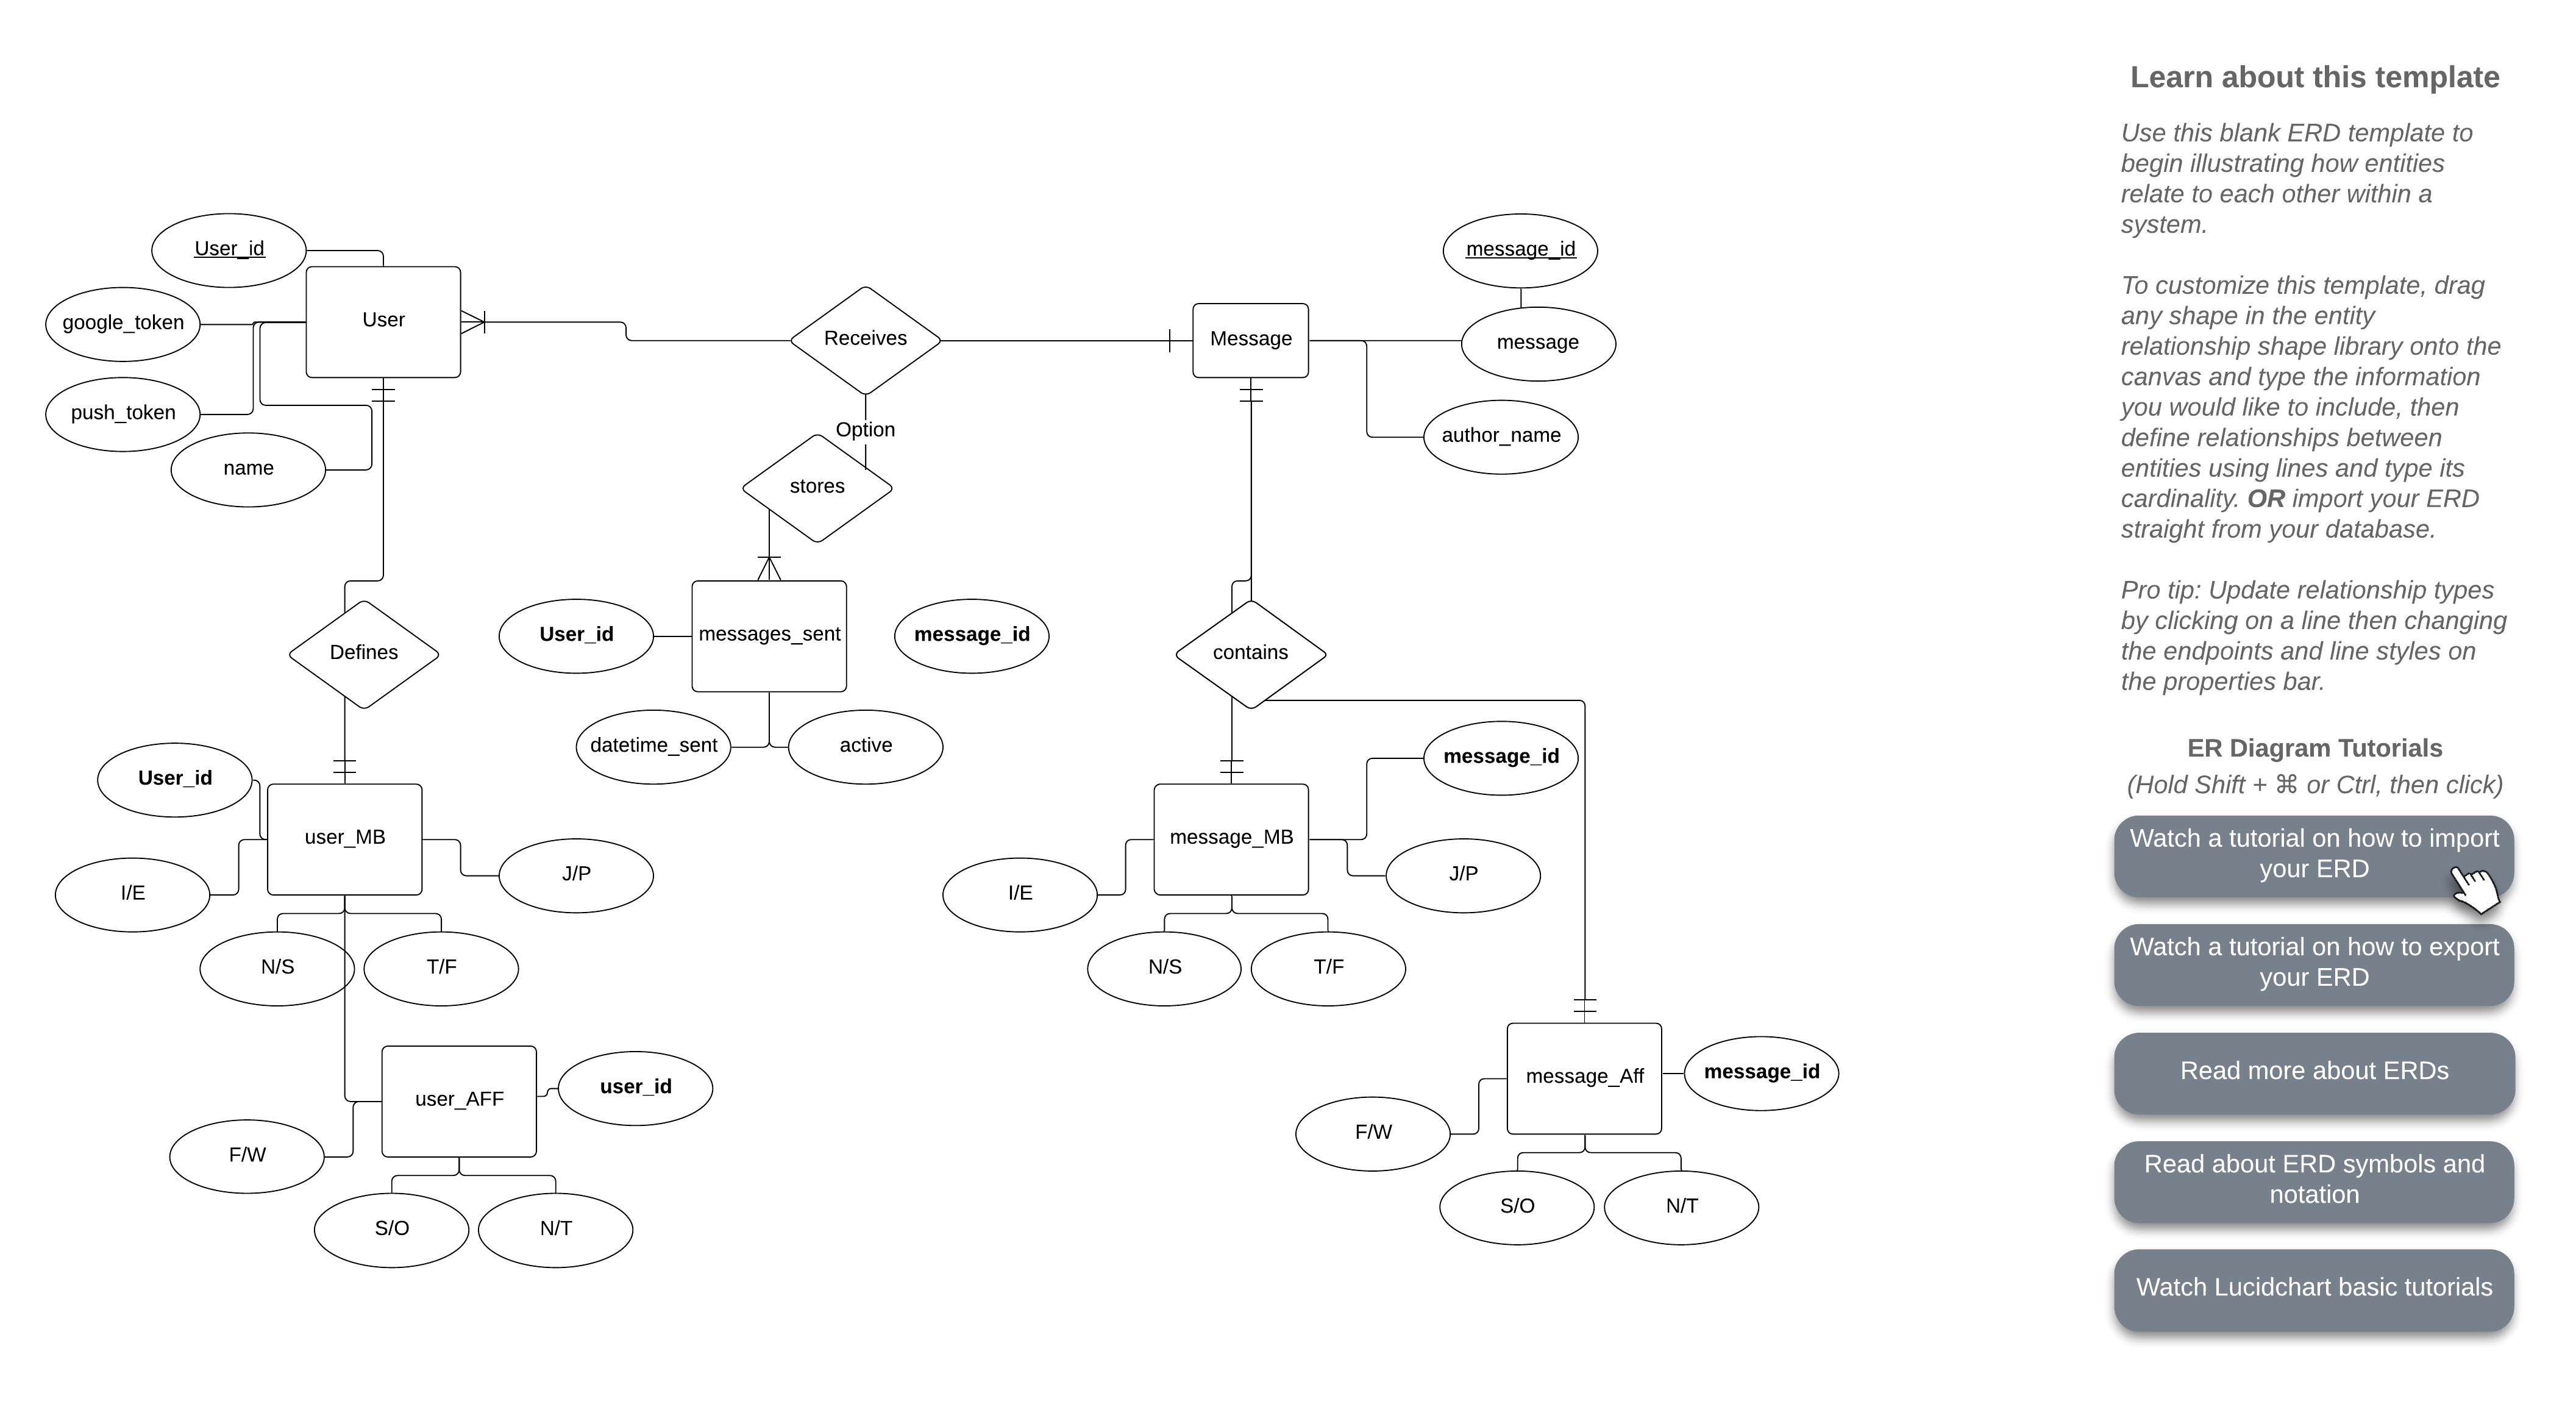 User_id
google_token
User
push_token
name
Receives
Option
stores
Message
message_id
message
author_name
Defines
User_id
messages_sent
message_id
datetime_sent
active
contains
User_id
user_MB
I/E
J/P
N/S
T/F
user_AFF
user_id
F/W
S/O
N/T
message_id
message_MB
I/E
J/P
N/S
T/F
message_Aff
message_id
F/W
S/O
N/T
Learn about this template
Use this blank ERD template to
begin illustrating how entities
relate to each other within a
system.
To customize this template, drag
any shape in the entity
relationship shape library onto the
canvas and type the information
you would like to include, then
define relationships between
entities using lines and type its
cardinality. OR import your ERD
straight from your database.
Pro tip: Update relationship types
by clicking on a line then changing
the endpoints and line styles on
the properties bar.
ER Diagram Tutorials
(Hold Shift + ⌘ or Ctrl, then click)
Watch a tutorial on how to import
your ERD
Watch a tutorial on how to export
your ERD
Read more about ERDs
Read about ERD symbols and
notation
Watch Lucidchart basic tutorials